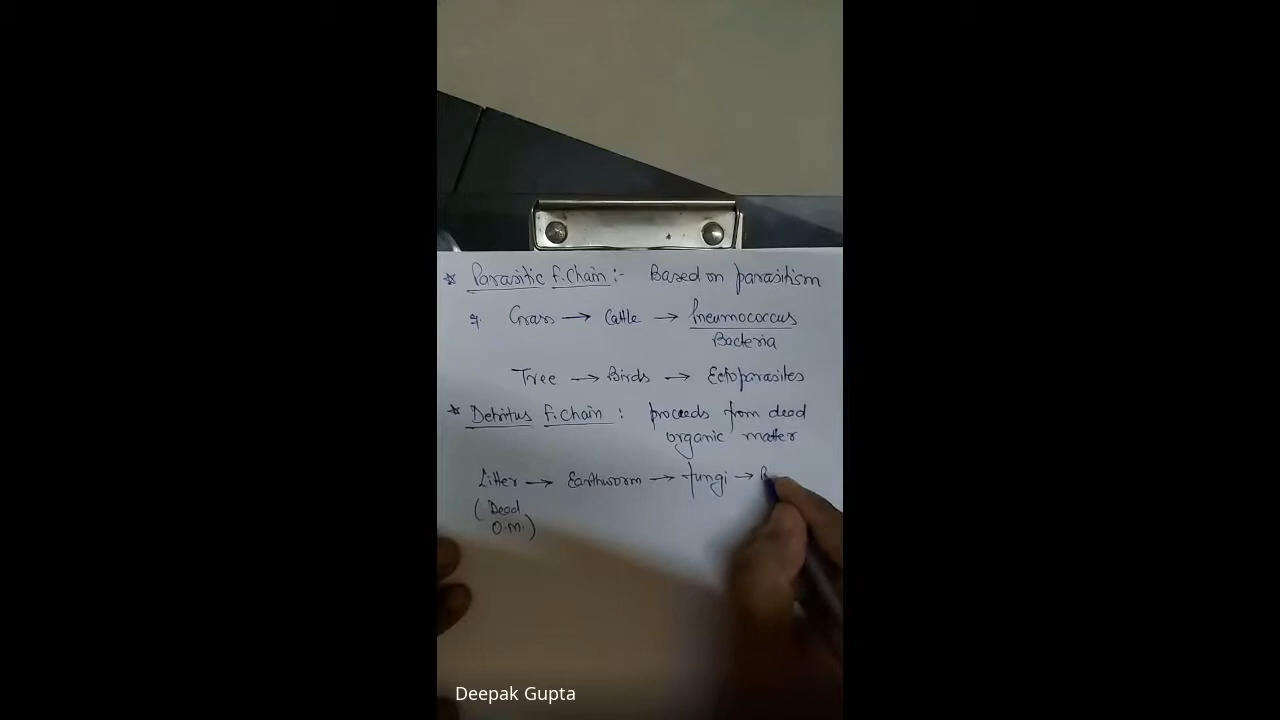 * Parasitic f. Chain :- Based on parasitism
eg. Grass → Cattle → Pneumococcus
Bacteria
Tree → Birds → Ectoparasites
* Detritus f. Chain : proceeds from dead
organic matter
Litter → Earthworm → fungi → B
(Dead
O.M.)
Deepak Gupta